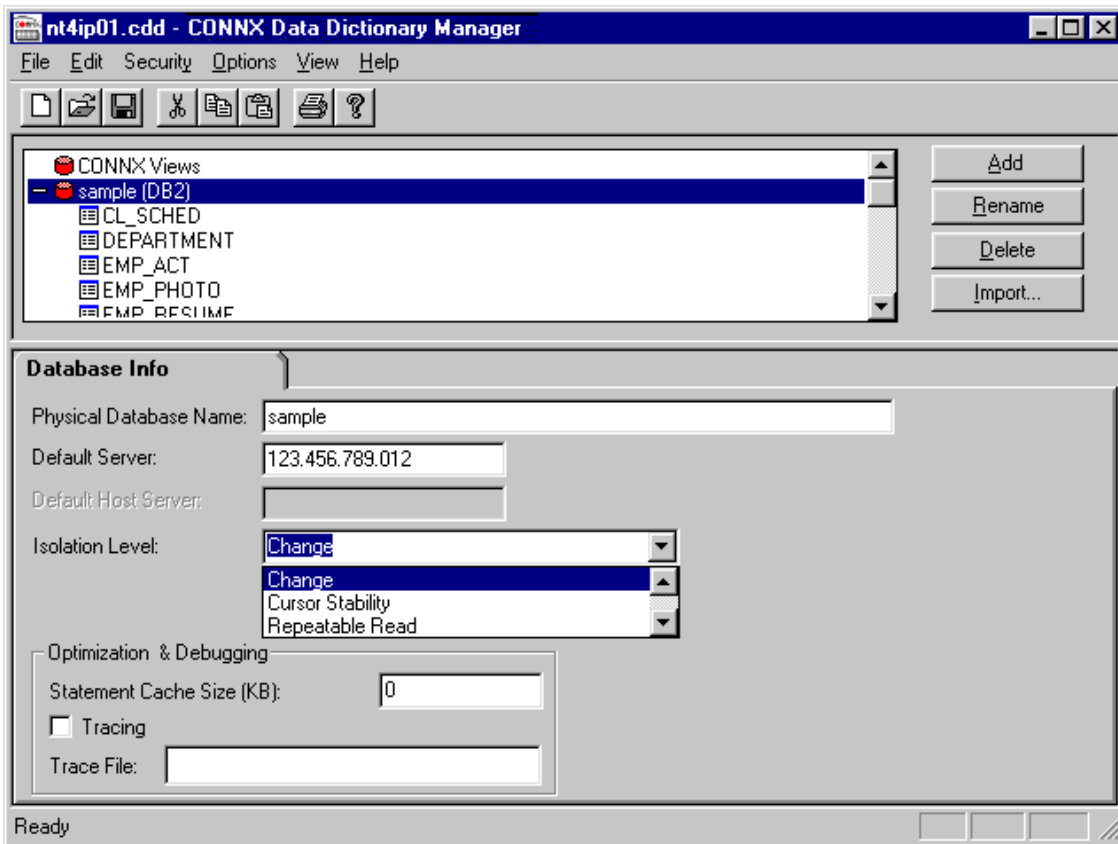 nt4ip01.cdd - CONNX Data Dictionary Manager
File Edit Security Options View Help
CONNX Views
sample (DB2)
CL_SCHED
DEPARTMENT
EMP_ACT
EMP_PHOTO
EMP_RESUME
Add
Rename
Delete
Import...
Database Info
Physical Database Name: sample
Default Server: 123.456.789.012
Default Host Server:
Isolation Level: Change
Change
Cursor Stability
Repeatable Read
Optimization & Debugging
Statement Cache Size (KB): 0
Tracing
Trace File:
Ready